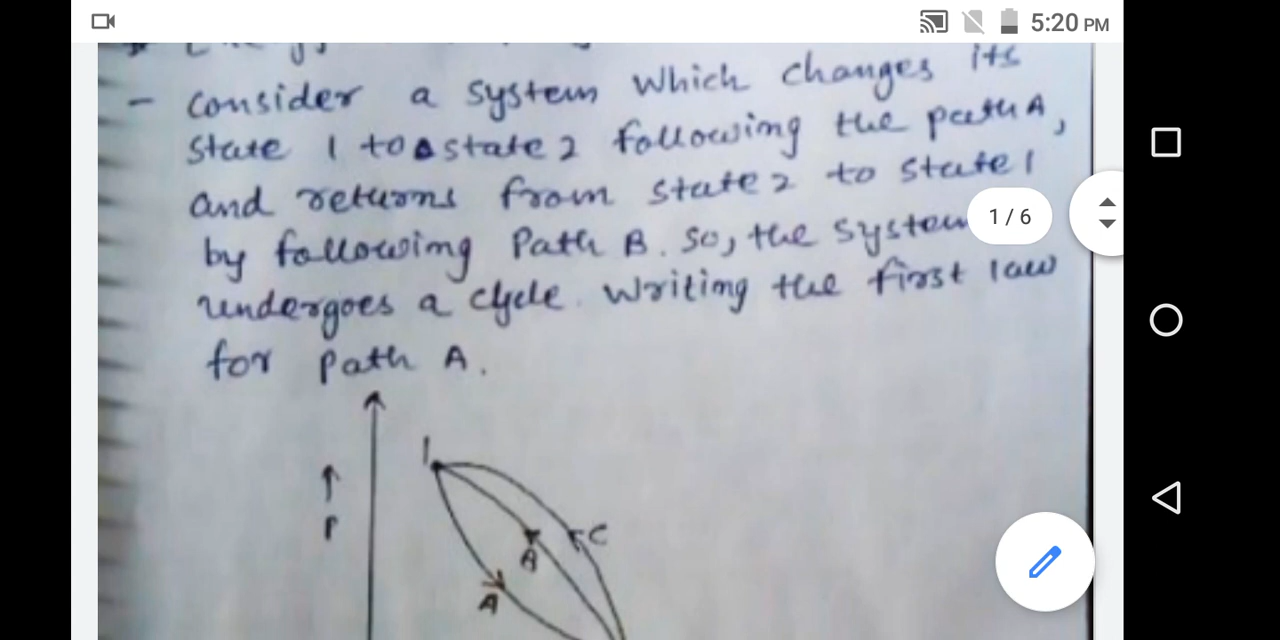 5:20 PM
- Consider a system which changes its
state 1 to state 2 following the path A,
and returns from state 2 to state 1
1 / 6
by following Path B. So, the system
undergoes a cycle. Writing the first law
for path A.
1
↑
P
C
A
A